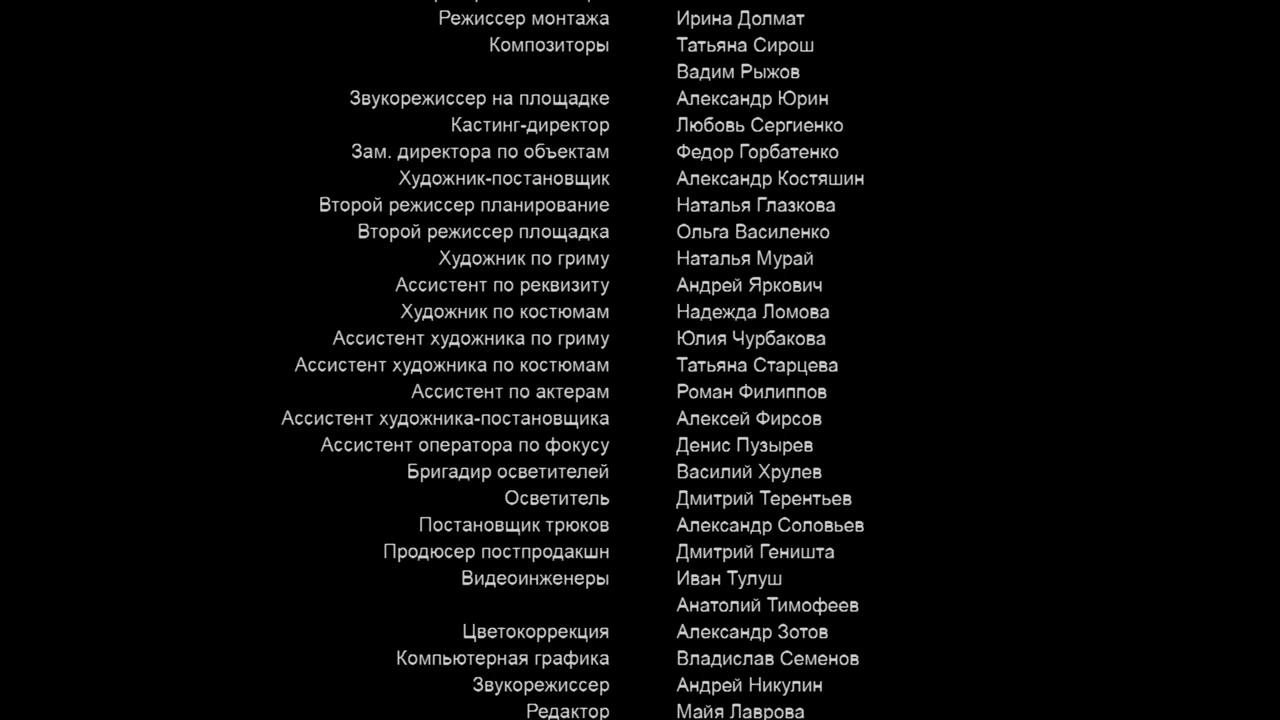 Режиссер монтажа Ирина Долмат
Композиторы Татьяна Сирош
Вадим Рыжов
Звукорежиссер на площадке Александр Юрин
Кастинг-директор Любовь Сергиенко
Зам. директора по объектам Федор Горбатенко
Художник-постановщик Александр Костяшин
Второй режиссер планирование Наталья Глазкова
Второй режиссер площадка Ольга Василенко
Художник по гриму Наталья Мурай
Ассистент по реквизиту Андрей Яркович
Художник по костюмам Надежда Ломова
Ассистент художника по гриму Юлия Чурбакова
Ассистент художника по костюмам Татьяна Старцева
Ассистент по актерам Роман Филиппов
Ассистент художника-постановщика Алексей Фирсов
Ассистент оператора по фокусу Денис Пузырев
Бригадир осветителей Василий Хрулев
Осветитель Дмитрий Терентьев
Постановщик трюков Александр Соловьев
Продюсер постпродакшн Дмитрий Геништа
Видеоинженеры Иван Тулуш
Анатолий Тимофеев
Цветокоррекция Александр Зотов
Компьютерная графика Владислав Семенов
Звукорежиссер Андрей Никулин
Редактор Майя Лаврова